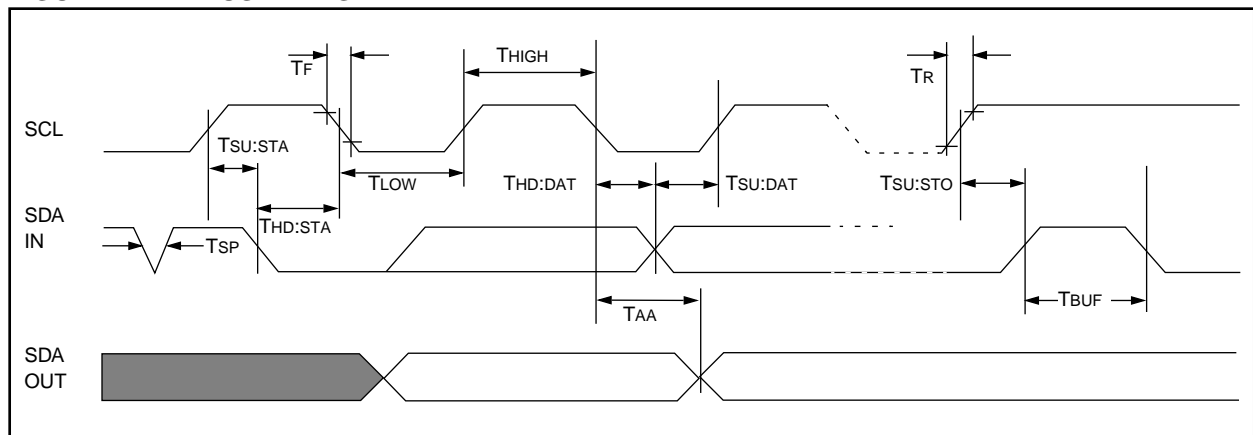 TF
THIGH
TR
SCL
TSU:STA
TLOW
THD:DAT
TSU:DAT
TSU:STO
SDA
IN
TSP
THD:STA
TAA
TBUF
SDA
OUT